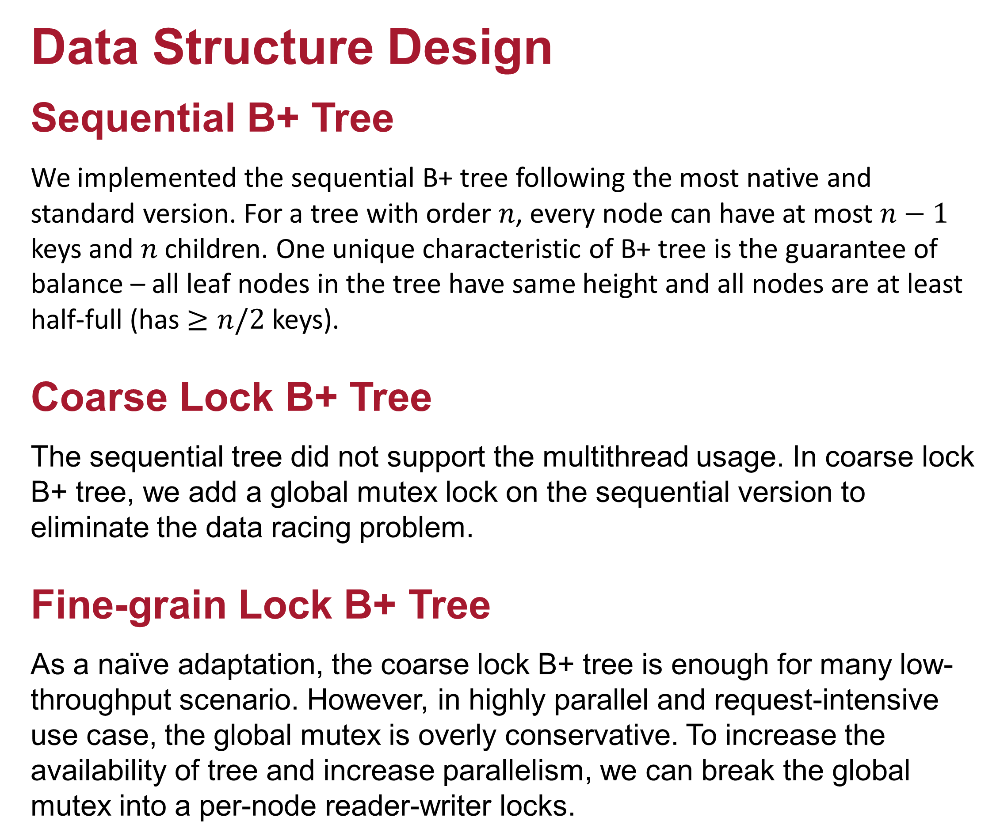 Data Structure Design
Sequential B+ Tree
We implemented the sequential B+ tree following the most native and
standard version. For a tree with order n, every node can have at most n − 1
keys and n children. One unique characteristic of B+ tree is the guarantee of
balance – all leaf nodes in the tree have same height and all nodes are at least
half-full (has ≥ n/2 keys).
Coarse Lock B+ Tree
The sequential tree did not support the multithread usage. In coarse lock
B+ tree, we add a global mutex lock on the sequential version to
eliminate the data racing problem.
Fine-grain Lock B+ Tree
As a naïve adaptation, the coarse lock B+ tree is enough for many low-
throughput scenario. However, in highly parallel and request-intensive
use case, the global mutex is overly conservative. To increase the
availability of tree and increase parallelism, we can break the global
mutex into a per-node reader-writer locks.